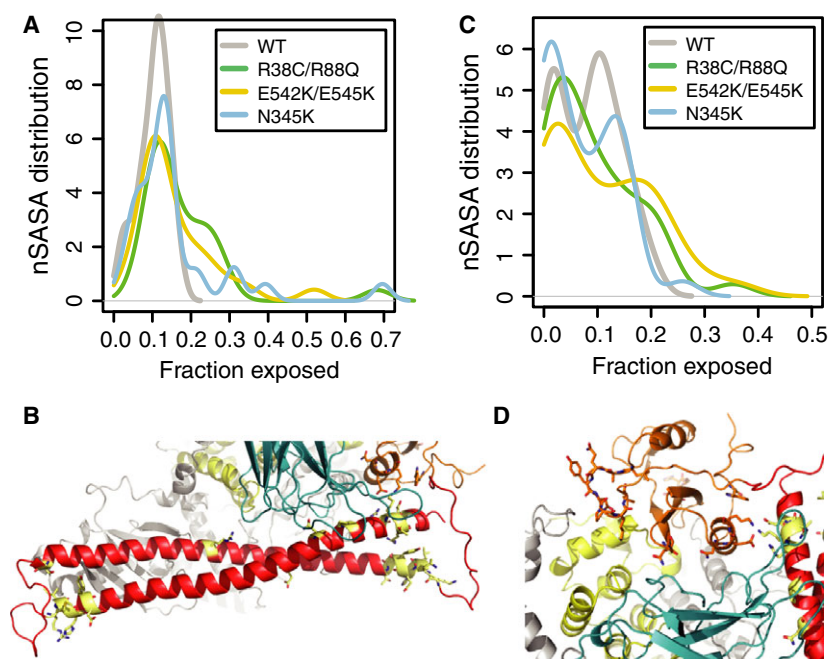 A
nSASA distribution
10
8
6
4
2
0
WT
R38C/R88Q
E542K/E545K
N345K
0.0 0.1 0.2 0.3 0.4 0.5 0.6 0.7
Fraction exposed
C
nSASA distribution
6
5
4
3
2
1
0
WT
R38C/R88Q
E542K/E545K
N345K
0.0 0.1 0.2 0.3 0.4 0.5
Fraction exposed
B
D